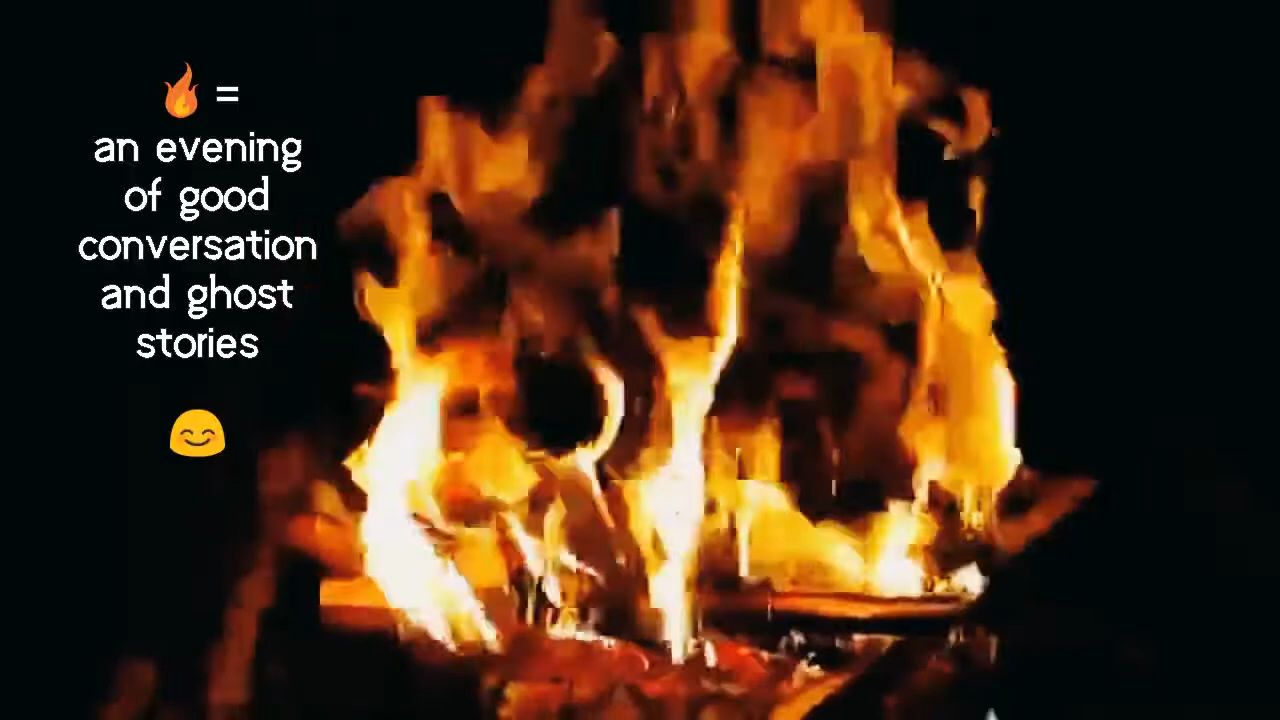 🔥 =
an evening
of good
conversation
and ghost
stories
😊